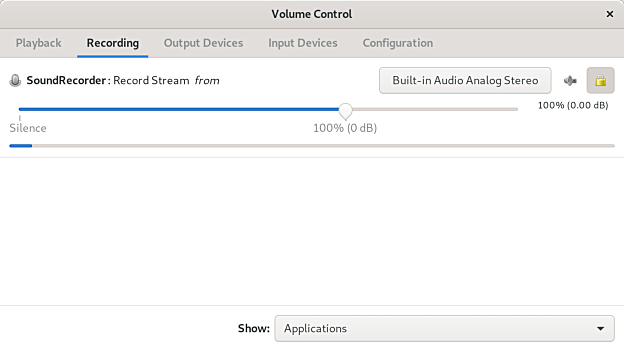 Volume Control
Playback Recording Output Devices Input Devices Configuration
SoundRecorder: Record Stream from Built-in Audio Analog Stereo
100% (0.00 dB)
Silence 100% (0 dB)
Show: Applications